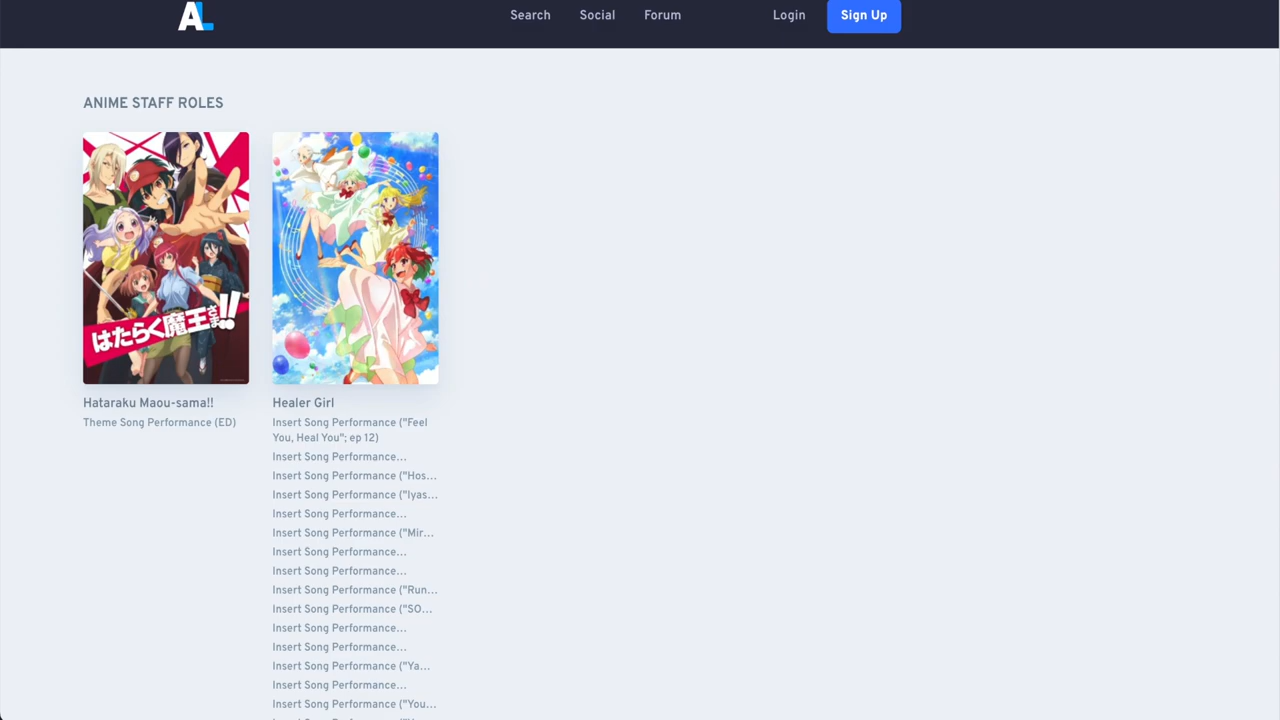 AL
Search Social Forum Login Sign Up
ANIME STAFF ROLES
はたらく魔王さま!!
Hataraku Maou-sama!!
Theme Song Performance (ED)
Healer Girl
Insert Song Performance ("Feel
You, Heal You"; ep 12)
Insert Song Performance...
Insert Song Performance ("Hos...
Insert Song Performance ("Iyas...
Insert Song Performance...
Insert Song Performance ("Mir...
Insert Song Performance...
Insert Song Performance...
Insert Song Performance ("Run...
Insert Song Performance ("SO...
Insert Song Performance...
Insert Song Performance...
Insert Song Performance ("Ya...
Insert Song Performance...
Insert Song Performance ("You...